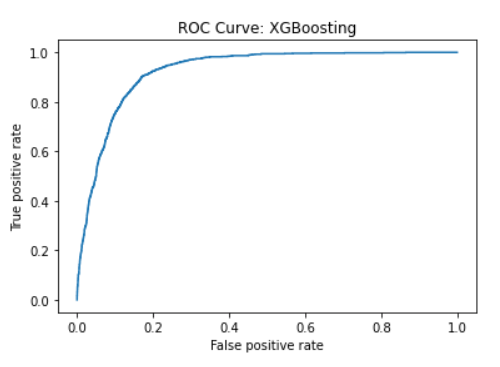 ROC Curve: XGBoosting
1.0
0.8
0.6
0.4
0.2
0.0
True positive rate
0.0 0.2 0.4 0.6 0.8 1.0
False positive rate